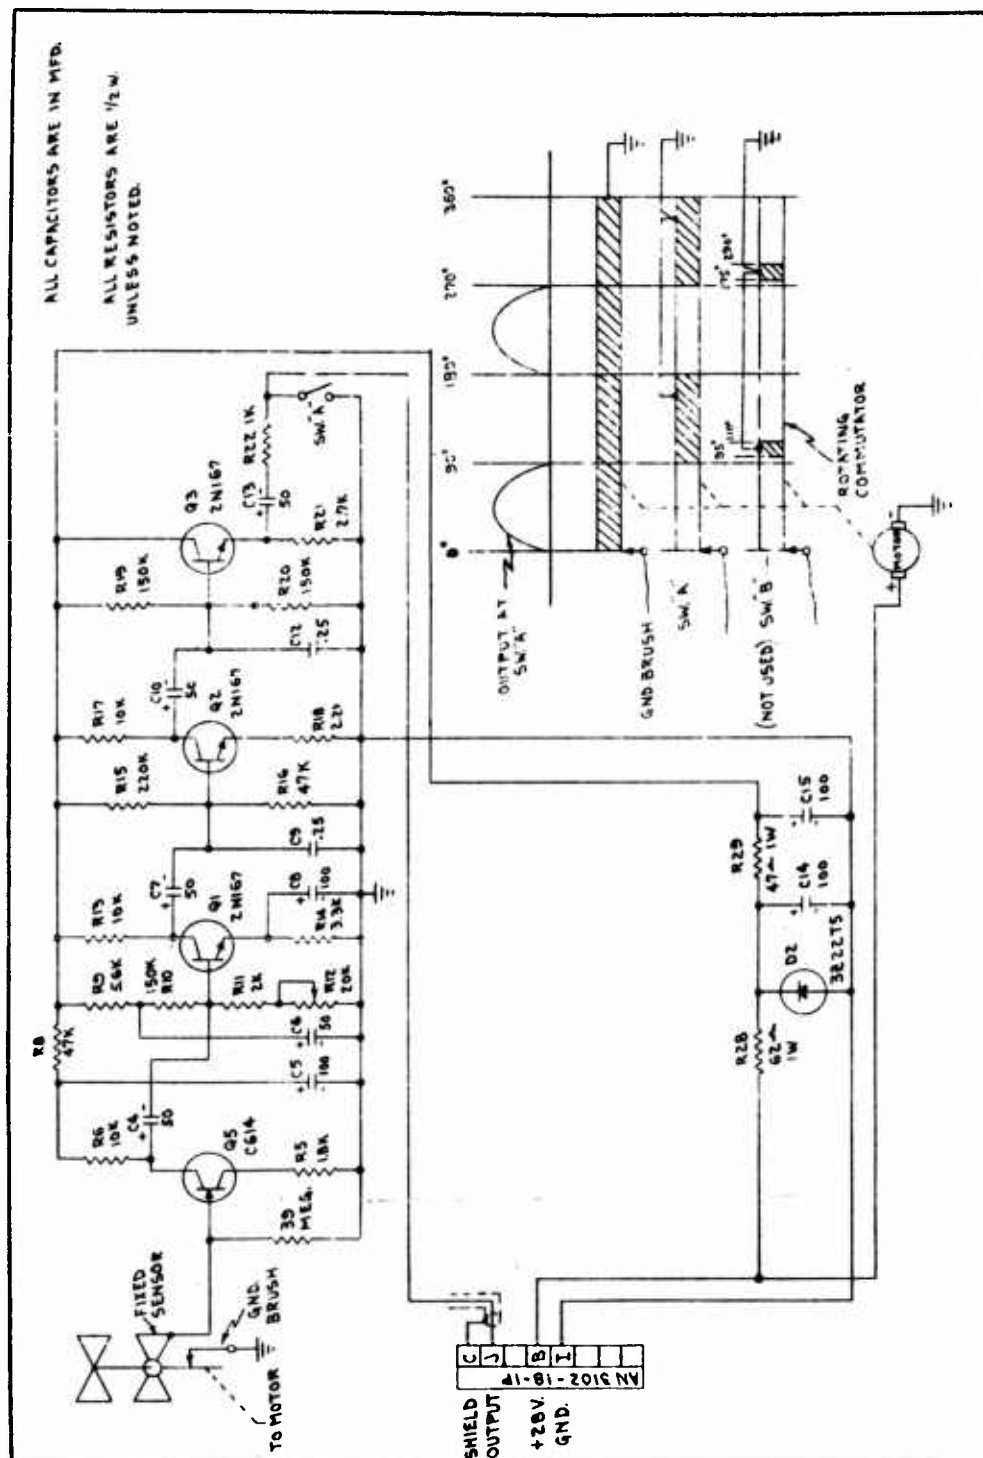 ALL CAPACITORS ARE IN MFD.
ALL RESISTORS ARE 1/2 W.
UNLESS NOTED.
R8
47K
R6
10K
C4
50
Q5
C614
R5
1.8K
39
MEG.
FIXED
SENSOR
GND.
BRUSH
TO MOTOR
C5
100
C6
50
R9
5.6K
150K
R10
R11
2K
R12
20K
R13
10K
C7
50
Q1
2N167
C8
100
R14
3.3K
C9
.25
R15
220K
R16
47K
R17
10K
C10
Q2
2N167
R18
C12
.25
R19
150K
R20
150K
Q3
2N167
C13
50
R21
2.7K
R22 1K
SW."A"
0°
90°
180°
270°
360°
OUTPUT AT
SW."A"
GND. BRUSH
SW."A"
(NOT USED) SW."B"
95°
110°
290°
ROTATING
COMMUTATOR
MOTOR
R28
62
1W
D2
3Z22T5
C14
100
R29
47 1W
C15
100
C
J
B
I
AN 3102-18-1P
SHIELD
OUTPUT
+28V.
GND.